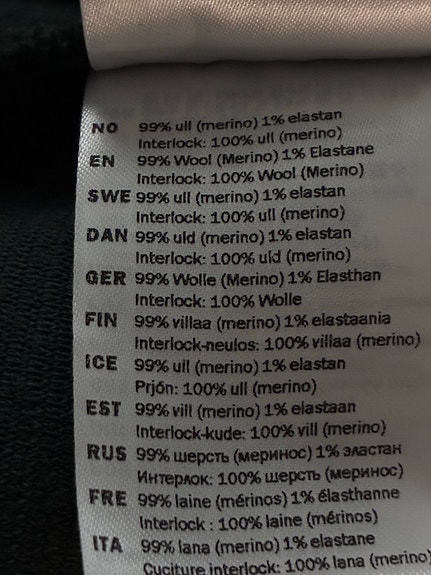 NO 99% ull (merino) 1% elastan
Interlock: 100% ull (merino)
EN 99% Wool (Merino) 1% Elastane
Interlock: 100% Wool (Merino)
SWE 99% ull (merino) 1% elastan
Interlock: 100% ull (merino)
DAN 99% uld (merino) 1% elastan
Interlock: 100% uld (merino)
GER 99% Wolle (Merino) 1% Elasthan
Interlock: 100% Wolle
FIN 99% villaa (merino) 1% elastaania
Interlock-neulos: 100% villaa (merino)
ICE 99% ull (merino) 1% elastan
Prjón: 100% ull (merino)
EST 99% vill (merino) 1% elastaan
Interlock-kude: 100% vill (merino)
RUS 99% шерсть (меринос) 1% эластан
Интерлок: 100% шерсть (меринос)
FRE 99% laine (mérinos) 1% élasthanne
Interlock : 100% laine (mérinos)
ITA 99% lana (merino) 1% elastane
Cuciture interlock: 100% lana (merino)